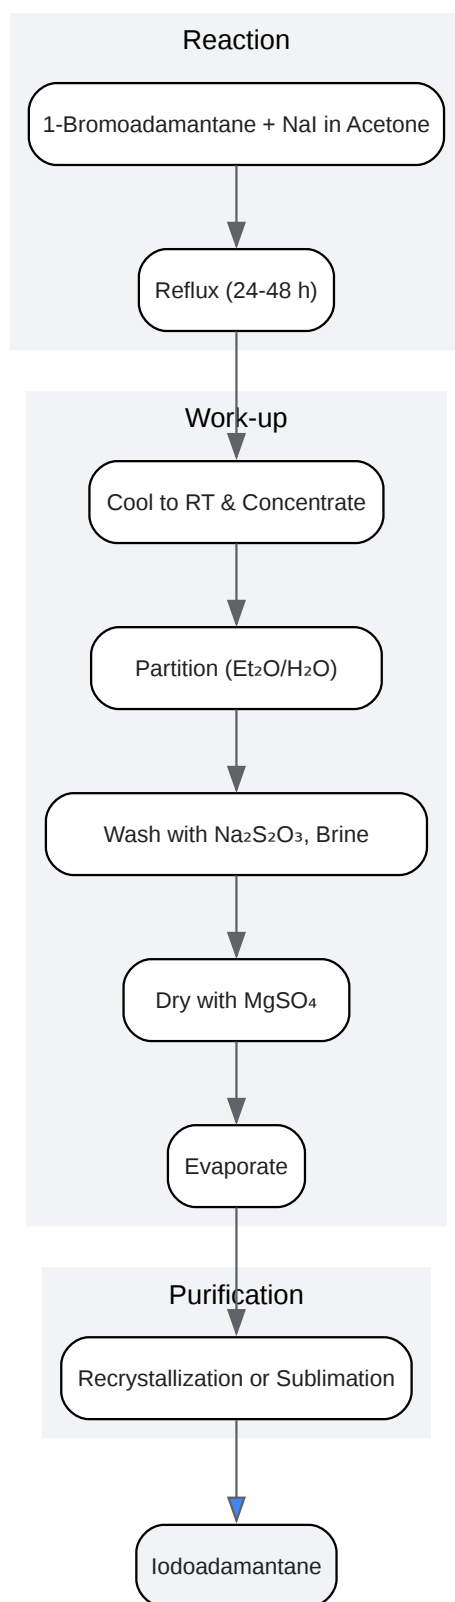 Reaction
1-Bromoadamantane + NaI in Acetone
Reflux (24-48 h)
Work-up
Cool to RT & Concentrate
Partition (Et₂O/H₂O)
Wash with Na₂S₂O₃, Brine
Dry with MgSO₄
Evaporate
Purification
Recrystallization or Sublimation
Iodoadamantane